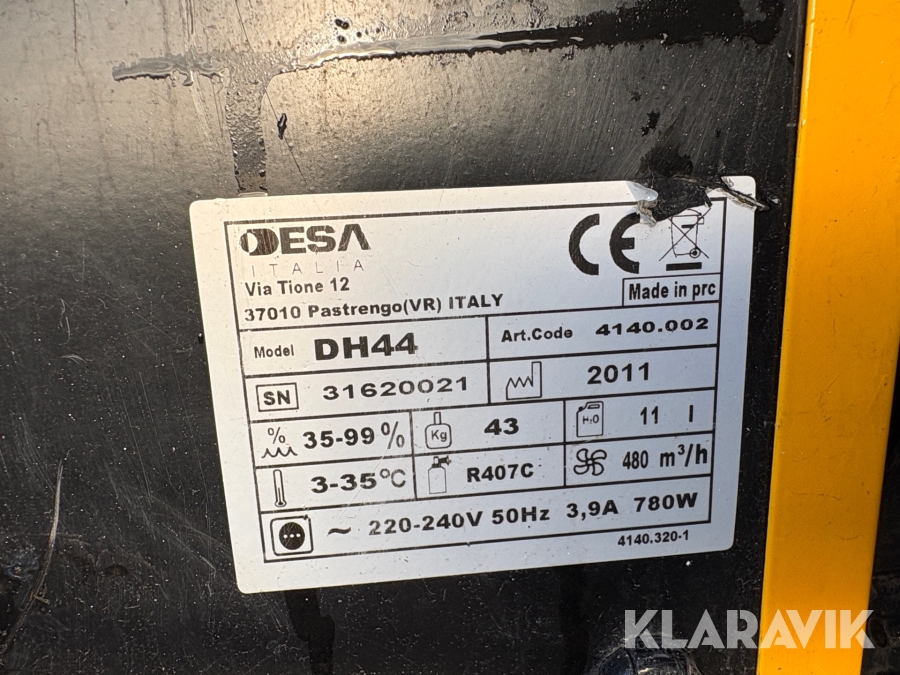 DESA
ITALIA
Via Tione 12
37010 Pastrengo(VR) ITALY
CE
Made in prc
Model DH44
Art.Code 4140.002
SN 31620021
2011
% 35-99%
Kg 43
H2O 11 l
3-35°C
R407C
480 m³/h
~ 220-240V 50Hz 3,9A 780W
4140.320-1
KLARAVIK